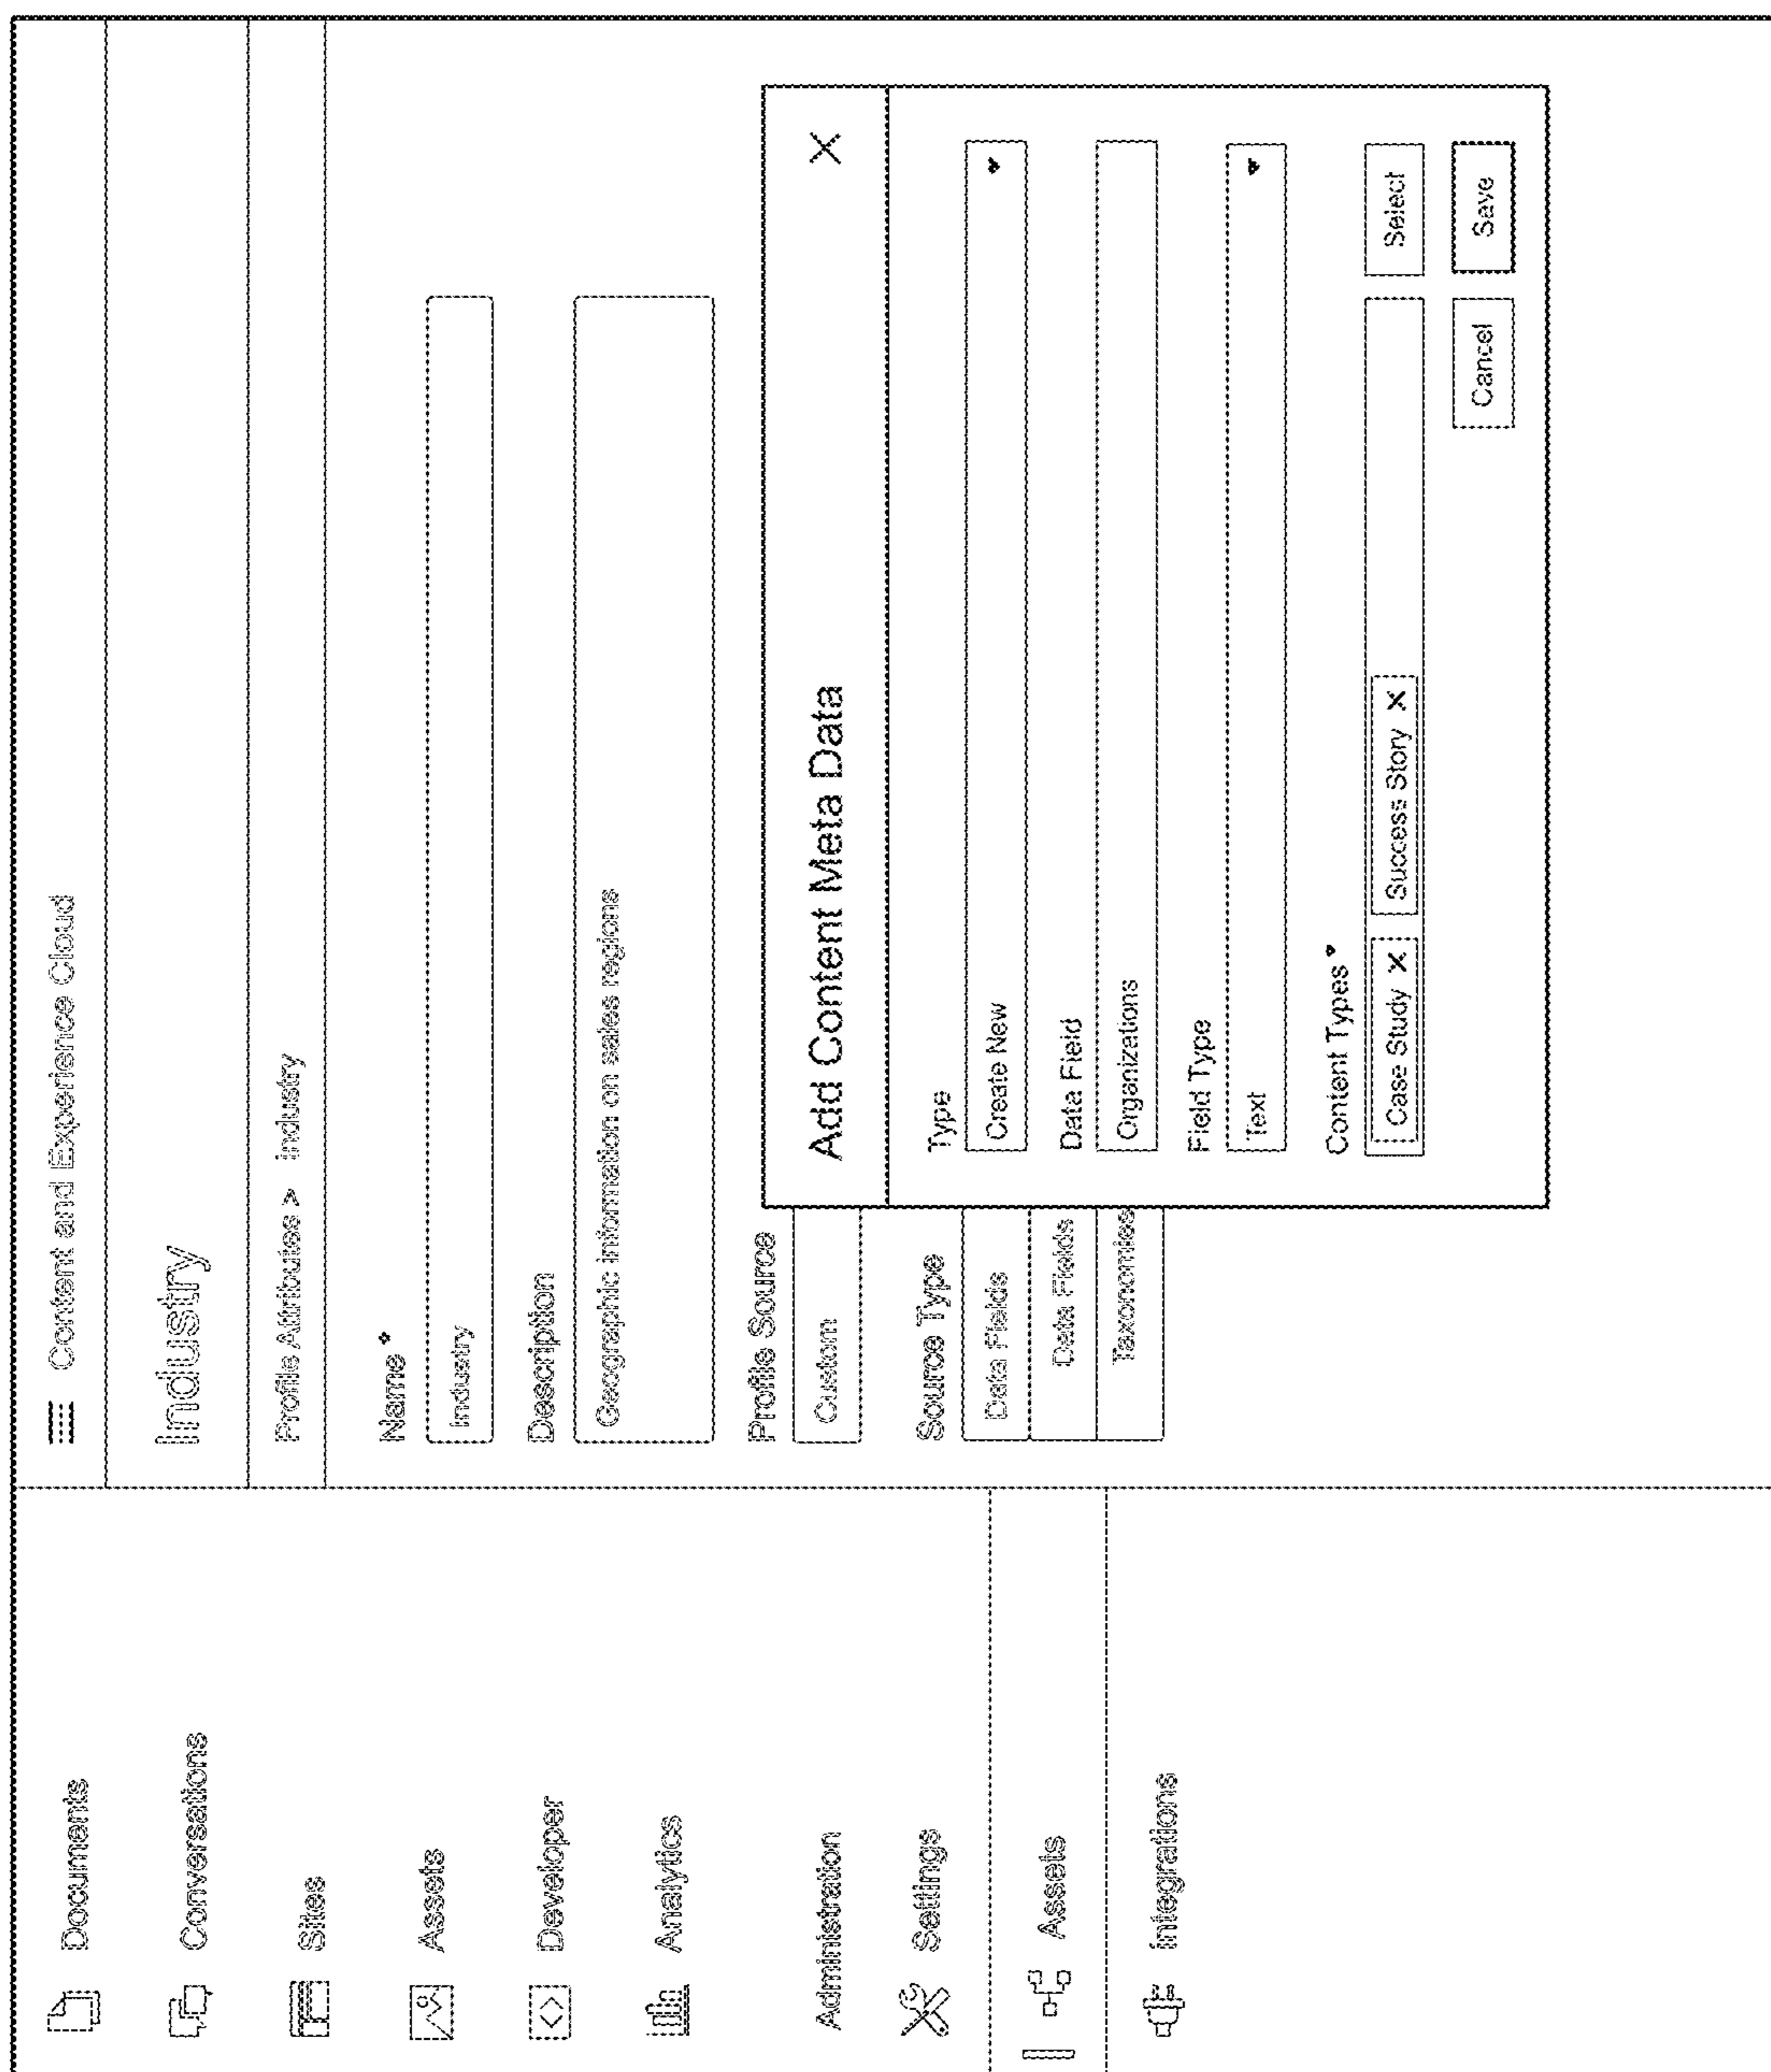 Documents
Conversations
Sites
Assets
Developer
Analytics
Administration
Settings
Assets
Integrations
Content and Experience Cloud
Industry
Profile Attributes > Industry
Name *
Industry
Description
Geographic information on sales regions
Profile Source
Custom
Source Type
Data Fields
Data Fields
Taxonomies
Add Content Meta Data X
Type
Create New
Data Field
Organizations
Field Type
Text
Content Types *
Case Study X Success Story X Select
Cancel Save